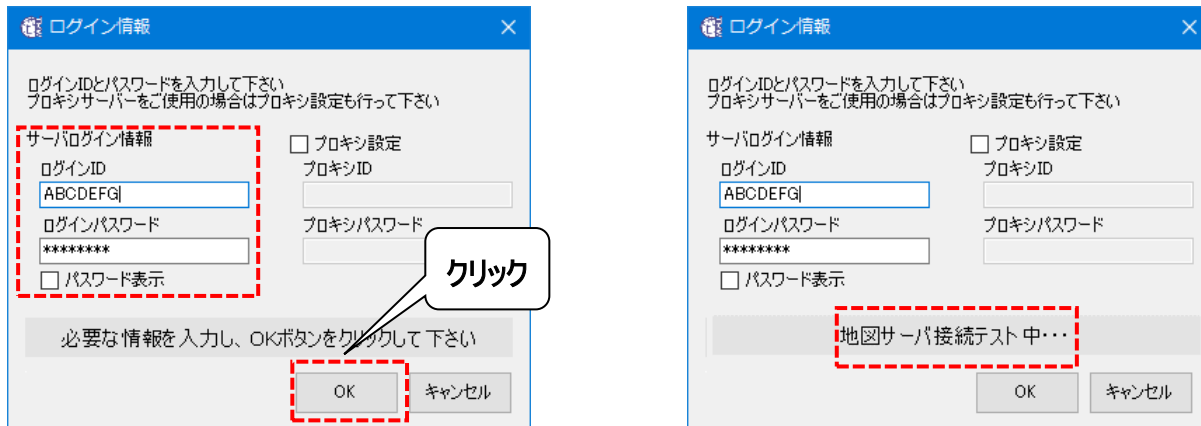 ログイン情報
ログインIDとパスワードを入力して下さい
プロキシサーバーをご使用の場合はプロキシ設定も行って下さい
サーバログイン情報
プロキシ設定
ログインID
プロキシID
ABCDEFG
ログインパスワード
プロキシパスワード
********
パスワード表示
クリック
必要な情報を入力し、OKボタンをクリックして下さい
OK
キャンセル
ログイン情報
ログインIDとパスワードを入力して下さい
プロキシサーバーをご使用の場合はプロキシ設定も行って下さい
サーバログイン情報
プロキシ設定
ログインID
プロキシID
ABCDEFG
ログインパスワード
プロキシパスワード
********
パスワード表示
地図サーバ接続テスト中・・・
OK
キャンセル